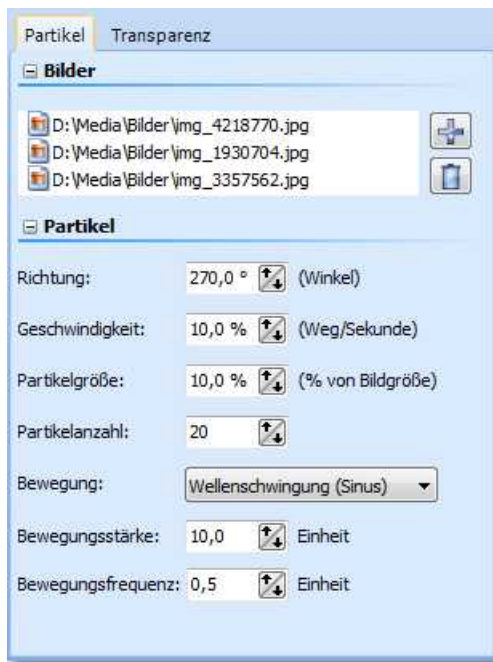 Partikel Transparenz
Bilder
D:\Media\Bilder\img_4218770.jpg
D:\Media\Bilder\img_1930704.jpg
D:\Media\Bilder\img_3357562.jpg
Partikel
Richtung: 270,0 ° (Winkel)
Geschwindigkeit: 10,0 % (Weg/Sekunde)
Partikelgröße: 10,0 % (% von Bildgröße)
Partikelanzahl: 20
Bewegung: Wellenschwingung (Sinus)
Bewegungsstärke: 10,0 Einheit
Bewegungsfrequenz: 0,5 Einheit